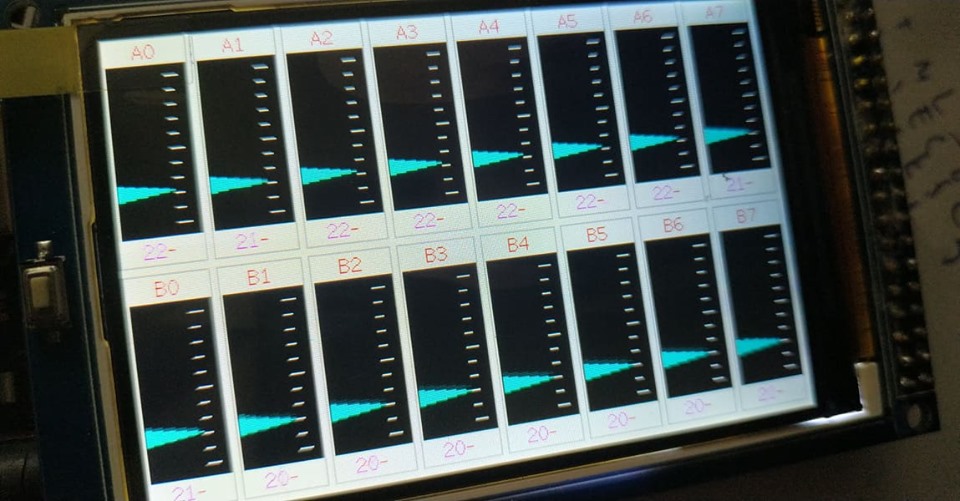 A0 A1 A2 A3 A4 A5 A6 A7
22- 21- 22- 22- 22- 22- 22- 21-
B0 B1 B2 B3 B4 B5 B6 B7
21- 20- 20- 20- 20- 20- 20-